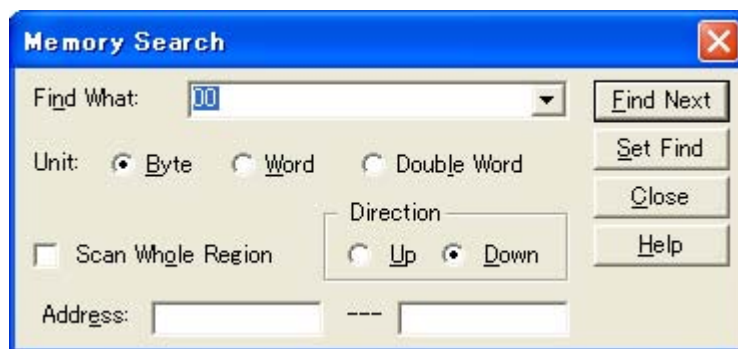 Memory Search
Find What: 00 Find Next
Unit: Byte Word Double Word Set Find
Close
Direction
Scan Whole Region Up Down Help
Address: ---